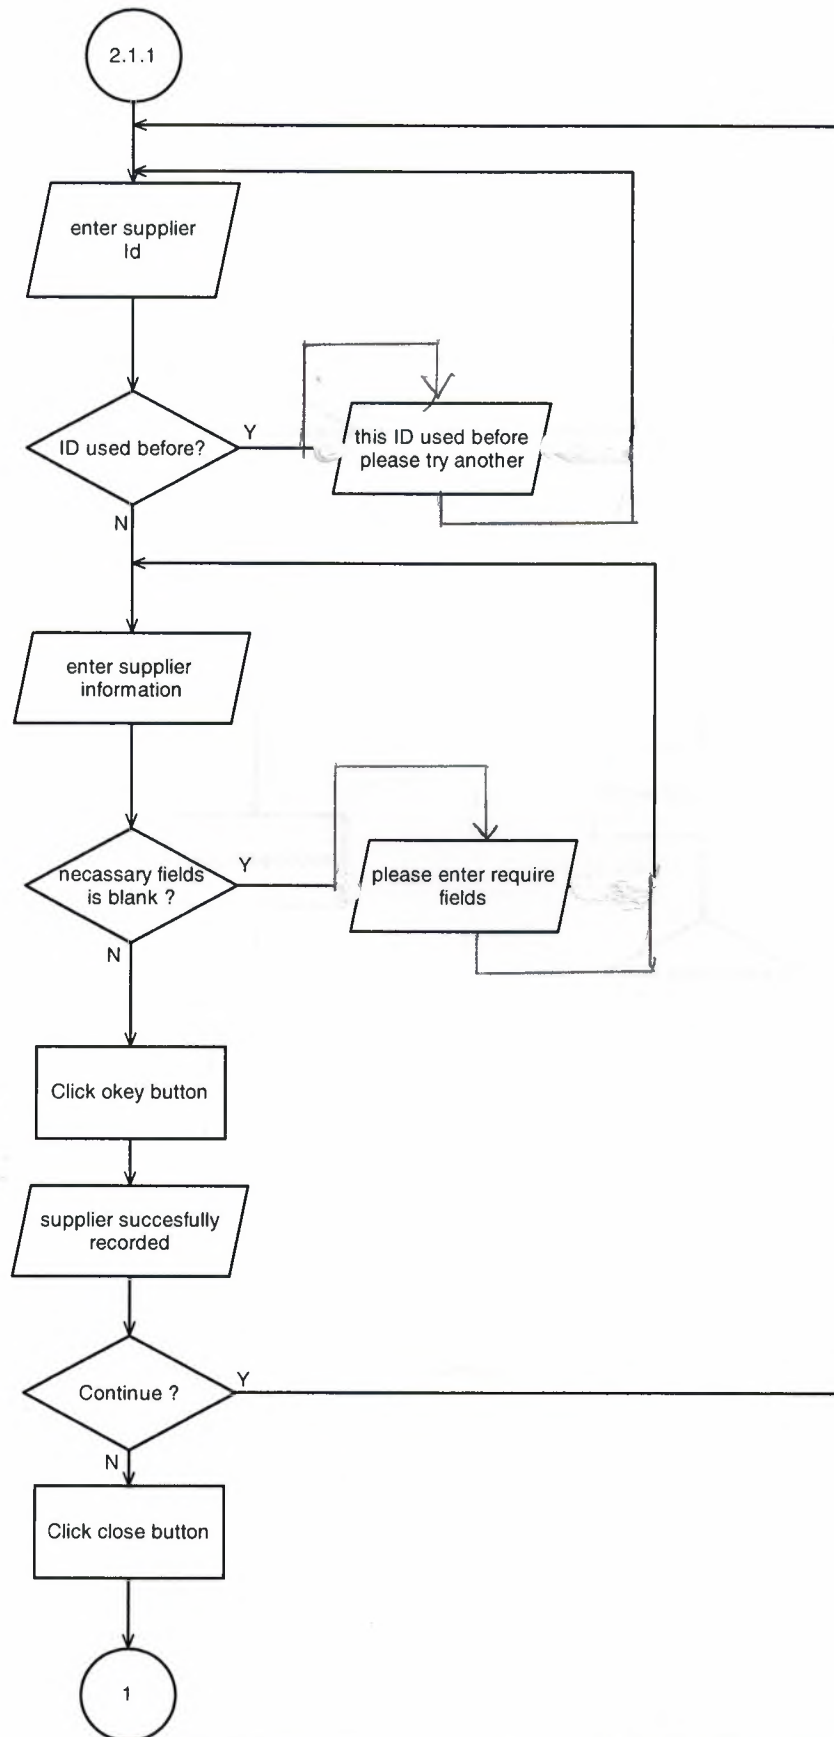 2.1.1
enter supplier
Id
ID used before?
Y
this ID used before
please try another
N
enter supplier
information
necassary fields
is blank ?
Y
please enter require
fields
N
Click okey button
supplier succesfully
recorded
Continue ?
Y
N
Click close button
1